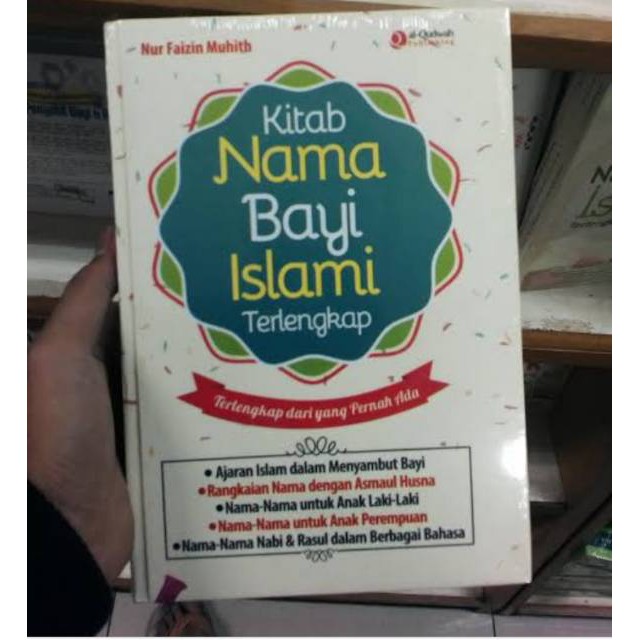 Nur Faizin Muhith
al-Qudwah
Publishing
Kitab
Nama
Bayi
Islami
Terlengkap
Terlengkap dari yang Pernah Ada
• Ajaran Islam dalam Menyambut Bayi
• Rangkaian Nama dengan Asmaul Husna
• Nama-Nama untuk Anak Laki-Laki
• Nama-Nama untuk Anak Perempuan
• Nama-Nama Nabi & Rasul dalam Berbagai Bahasa